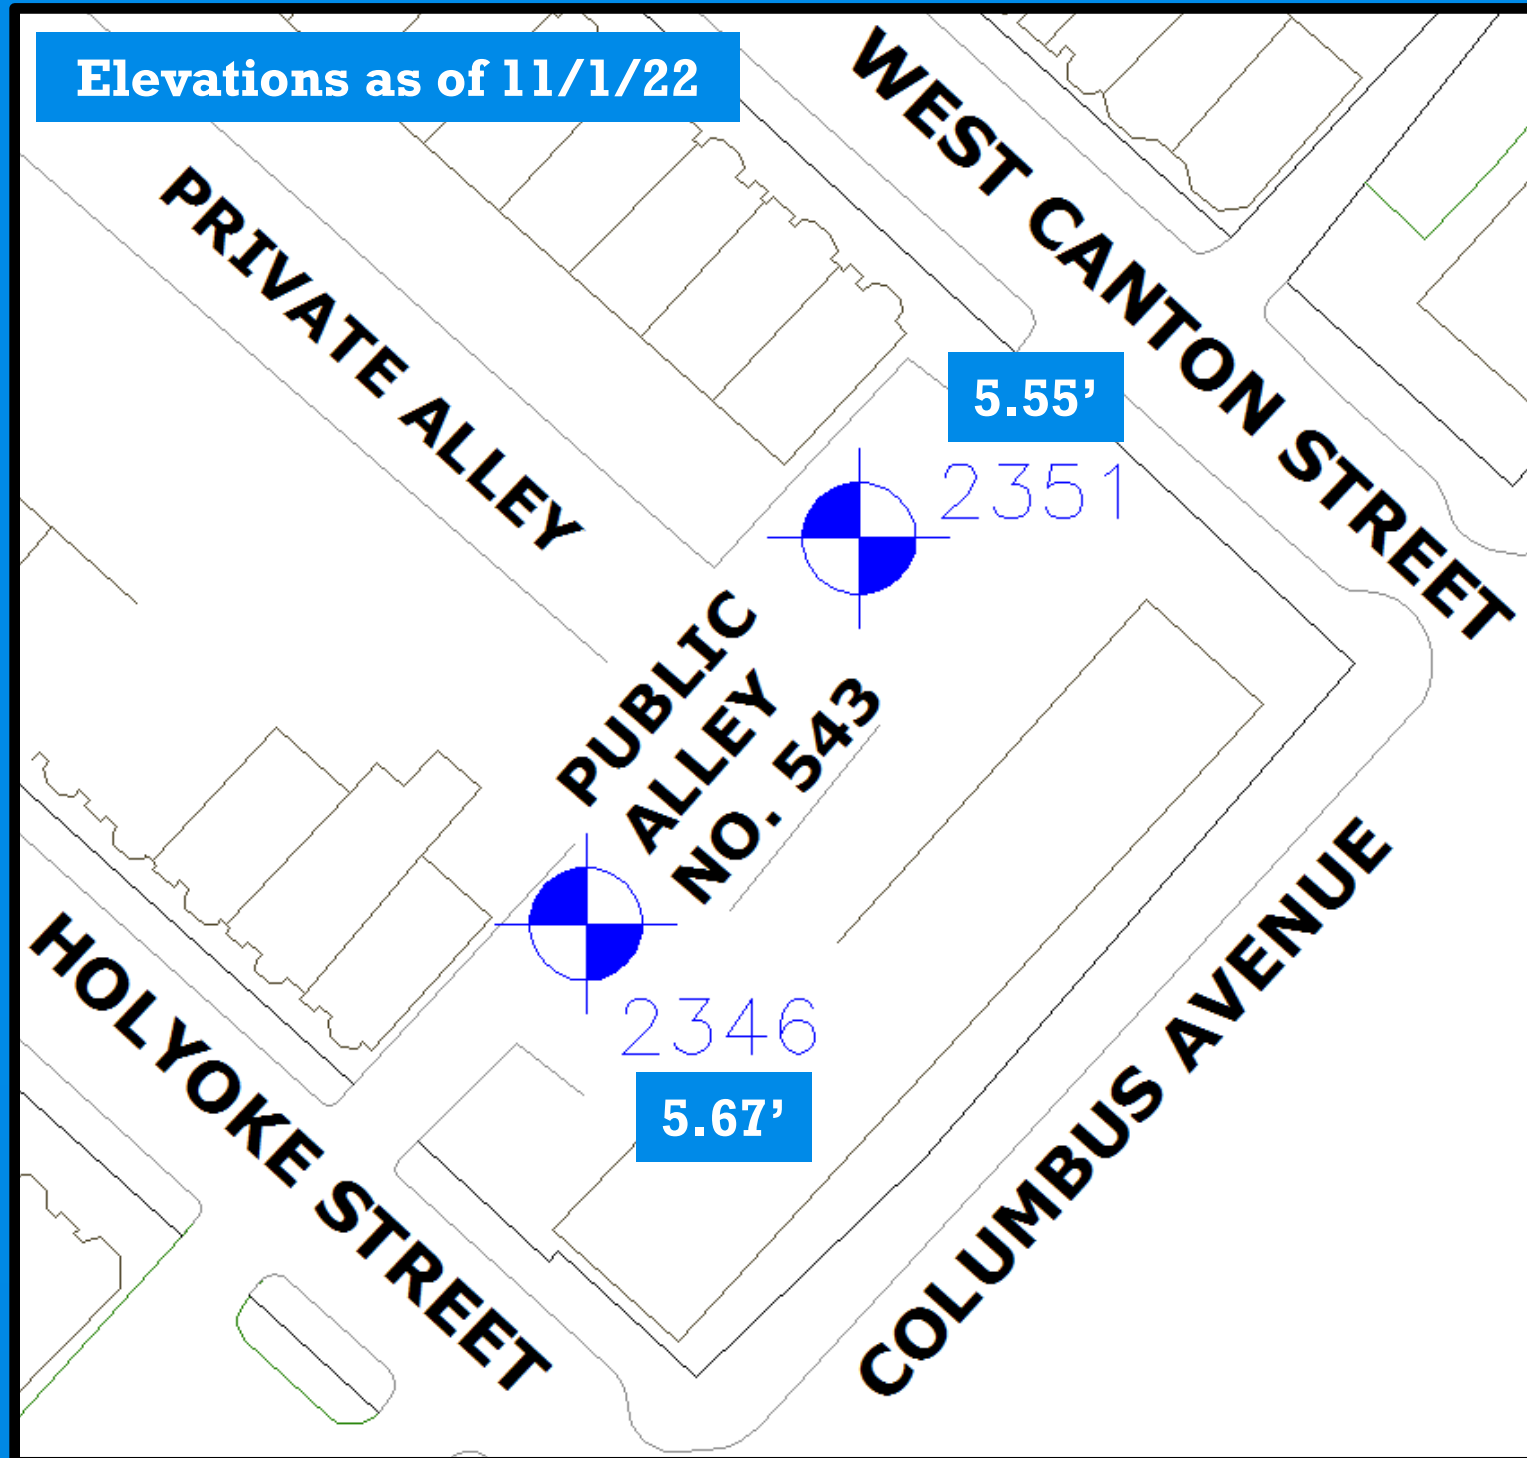 Elevations as of 11/1/22
WEST CANTON STREET
PRIVATE ALLEY
5.55’
2351
PUBLIC
ALLEY
NO. 543
2346
5.67’
HOLYOKE STREET
COLUMBUS AVENUE